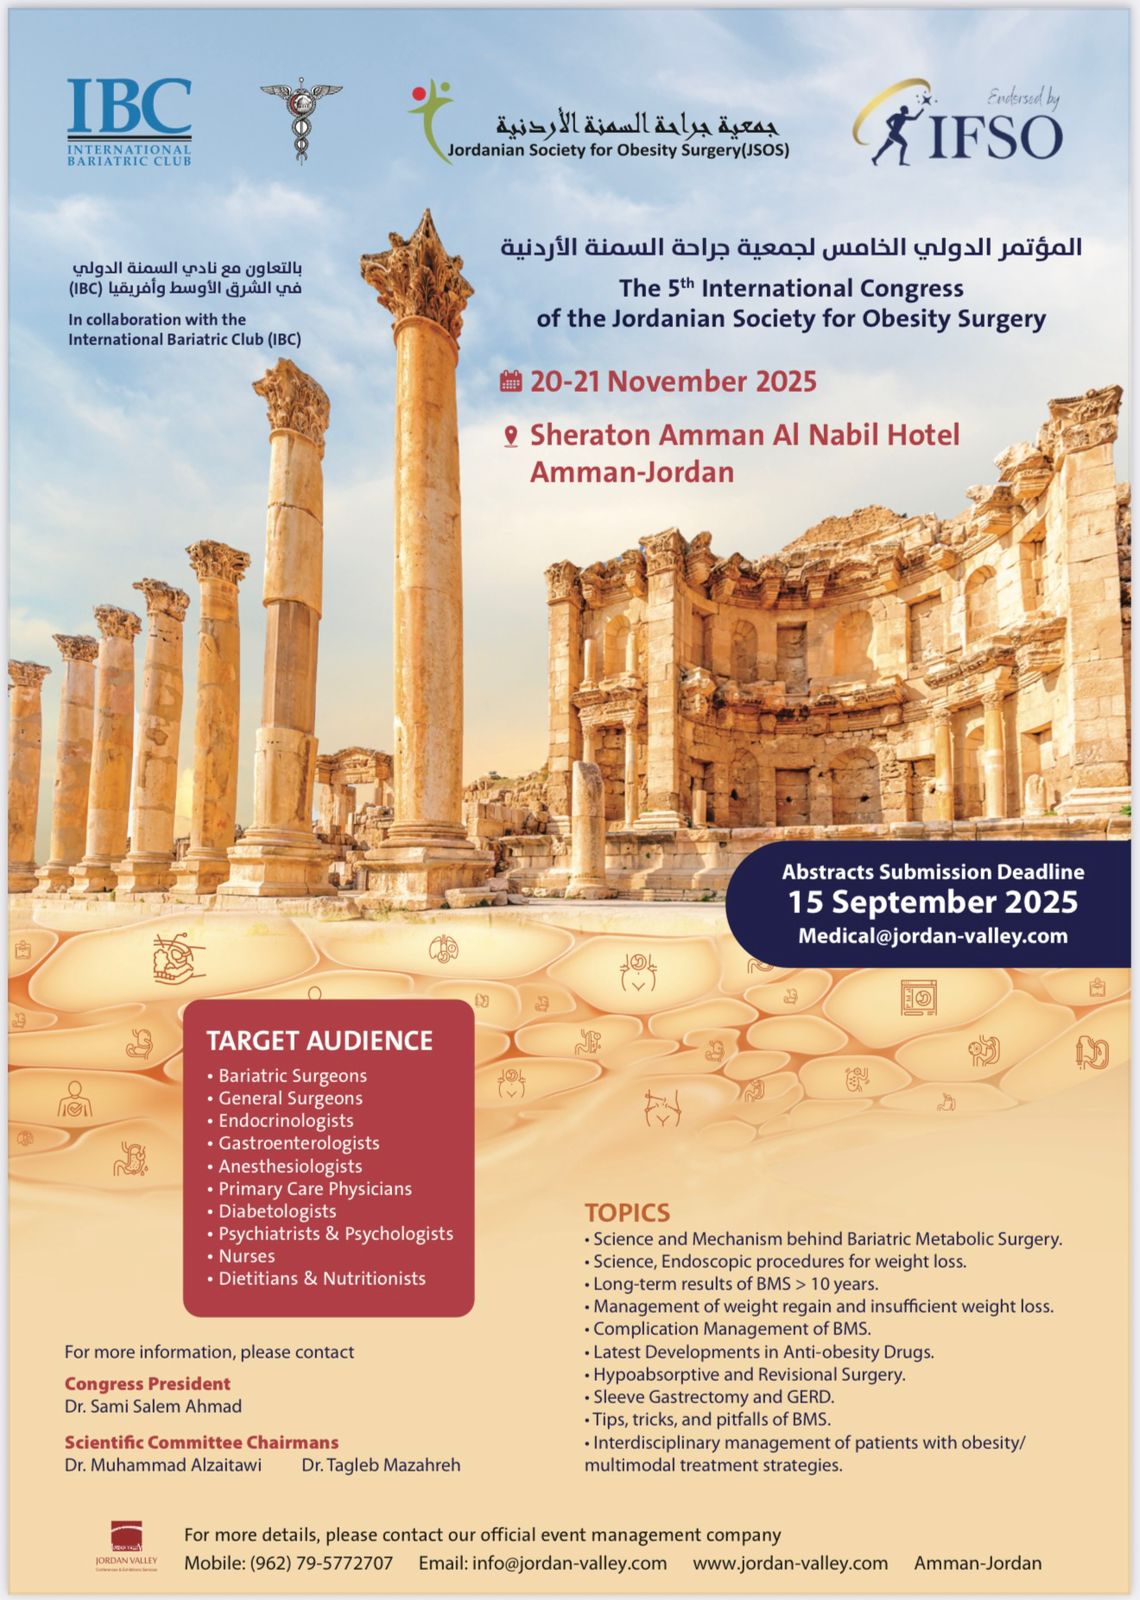 IBC
INTERNATIONAL
BARIATRIC CLUB
جمعية جراحة السمنة الأردنية
Jordanian Society for Obesity Surgery(JSOS)
Endorsed by
IFSO
بالتعاون مع نادي السمنة الدولي
في الشرق الأوسط وأفريقيا (IBC)
In collaboration with the
International Bariatric Club (IBC)
المؤتمر الدولي الخامس لجمعية جراحة السمنة الأردنية
The 5th International Congress
of the Jordanian Society for Obesity Surgery
20-21 November 2025
Sheraton Amman Al Nabil Hotel
Amman-Jordan
Abstracts Submission Deadline
15 September 2025
Medical@jordan-valley.com
TARGET AUDIENCE
• Bariatric Surgeons
• General Surgeons
• Endocrinologists
• Gastroenterologists
• Anesthesiologists
• Primary Care Physicians
• Diabetologists
• Psychiatrists & Psychologists
• Nurses
• Dietitians & Nutritionists
TOPICS
• Science and Mechanism behind Bariatric Metabolic Surgery.
• Science, Endoscopic procedures for weight loss.
• Long-term results of BMS > 10 years.
• Management of weight regain and insufficient weight loss.
• Complication Management of BMS.
• Latest Developments in Anti-obesity Drugs.
• Hypoabsorptive and Revisional Surgery.
• Sleeve Gastrectomy and GERD.
• Tips, tricks, and pitfalls of BMS.
• Interdisciplinary management of patients with obesity/
multimodal treatment strategies.
For more information, please contact
Congress President
Dr. Sami Salem Ahmad
Scientific Committee Chairmans
Dr. Muhammad Alzaitawi Dr. Tagleb Mazahreh
JORDAN VALLEY
Conference & Exhibitions Services
For more details, please contact our official event management company
Mobile: (962) 79-5772707 Email: info@jordan-valley.com www.jordan-valley.com Amman-Jordan